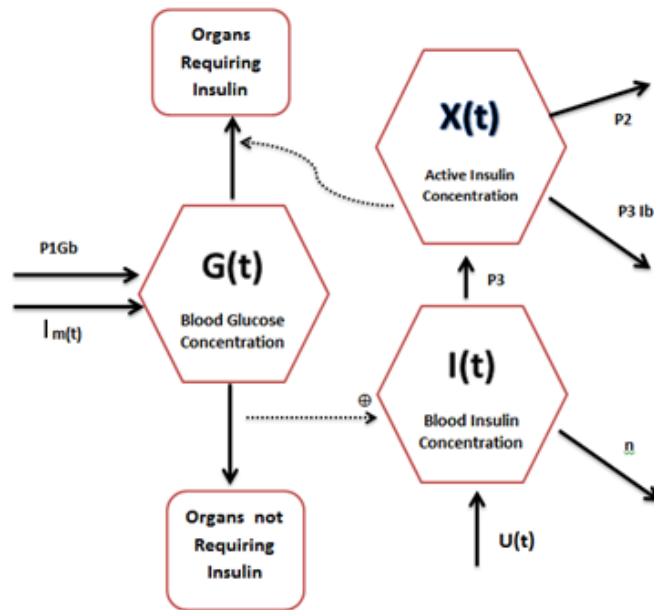 Organs
Requiring
Insulin
X(t)
Active Insulin
Concentration
P2
P3 Ib
P1Gb
I m(t)
G(t)
Blood Glucose
Concentration
P3
I(t)
Blood Insulin
Concentration
⊕
n
U(t)
Organs not
Requiring
Insulin